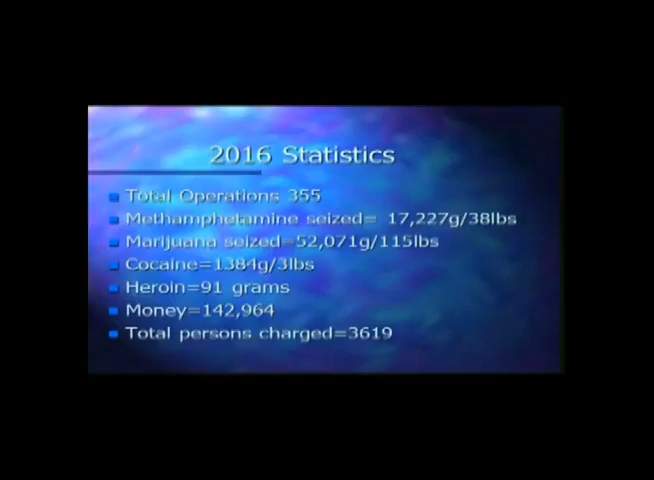 2016 Statistics
Total Operations 355
Methamphetamine seized= 17,227g/38lbs
Marijuana seized=52,071g/115lbs
Cocaine=1384g/3lbs
Heroin=91 grams
Money=142,964
Total persons charged=3619